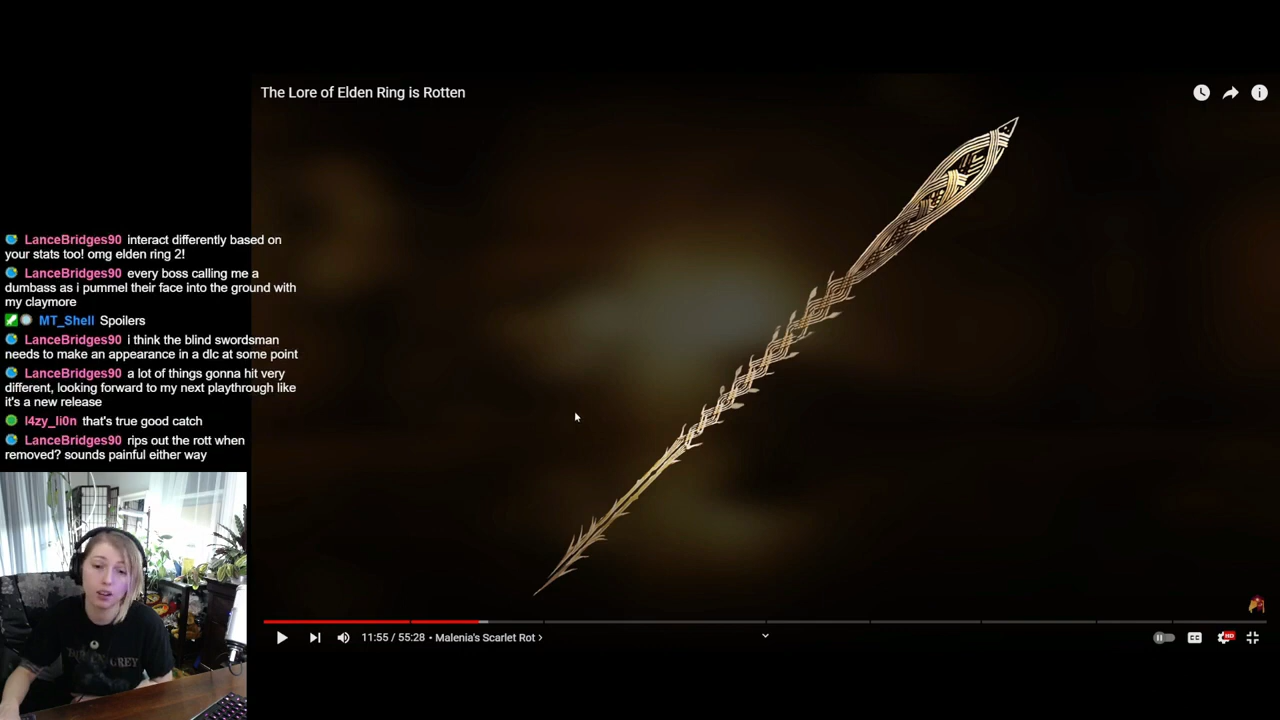 The Lore of Elden Ring is Rotten
LanceBridges90 interact differently based on
your stats too! omg elden ring 2!
LanceBridges90 every boss calling me a
dumbass as i pummel their face into the ground with
my claymore
MT_Shell Spoilers
LanceBridges90 i think the blind swordsman
needs to make an appearance in a dlc at some point
LanceBridges90 a lot of things gonna hit very
different, looking forward to my next playthrough like
it's a new release
l4zy_li0n that's true good catch
LanceBridges90 rips out the rott when
removed? sounds painful either way
11:55 / 55:28 • Malenia's Scarlet Rot
CC
HD